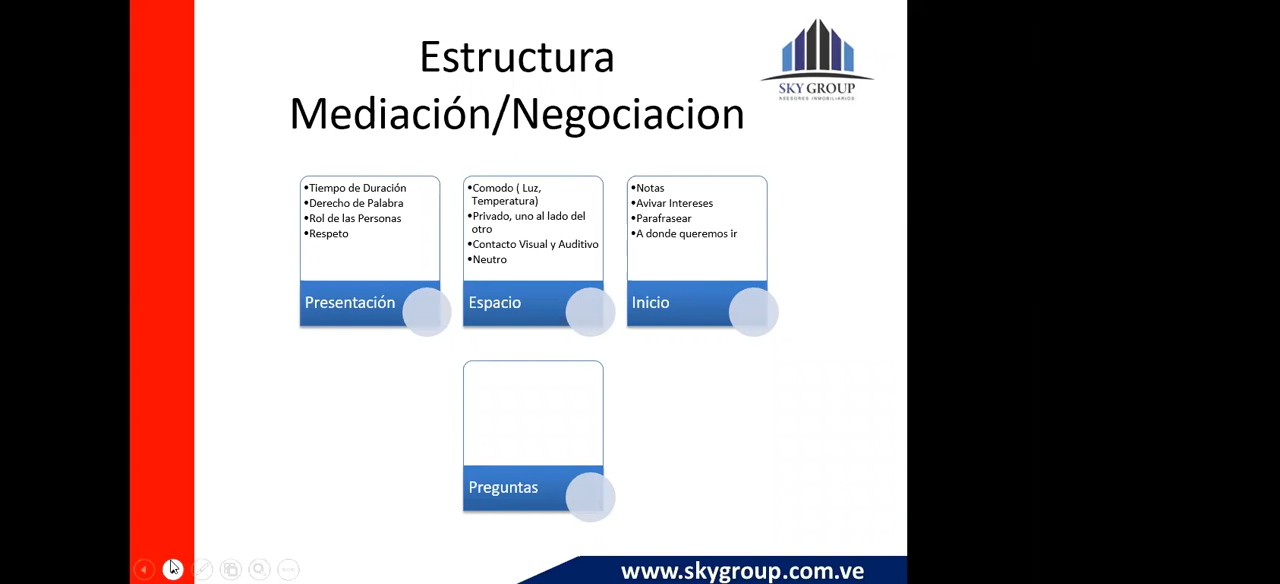 Estructura
Mediación/Negociacion
SKY GROUP
ASESORES INMOBILIARIOS
•Tiempo de Duración
•Derecho de Palabra
•Rol de las Personas
•Respeto
Presentación
•Comodo ( Luz,
Temperatura)
•Privado, uno al lado del
otro
•Contacto Visual y Auditivo
•Neutro
Espacio
•Notas
•Avivar Intereses
•Parafrasear
•A donde queremos ir
Inicio
Preguntas
www.skygroup.com.ve